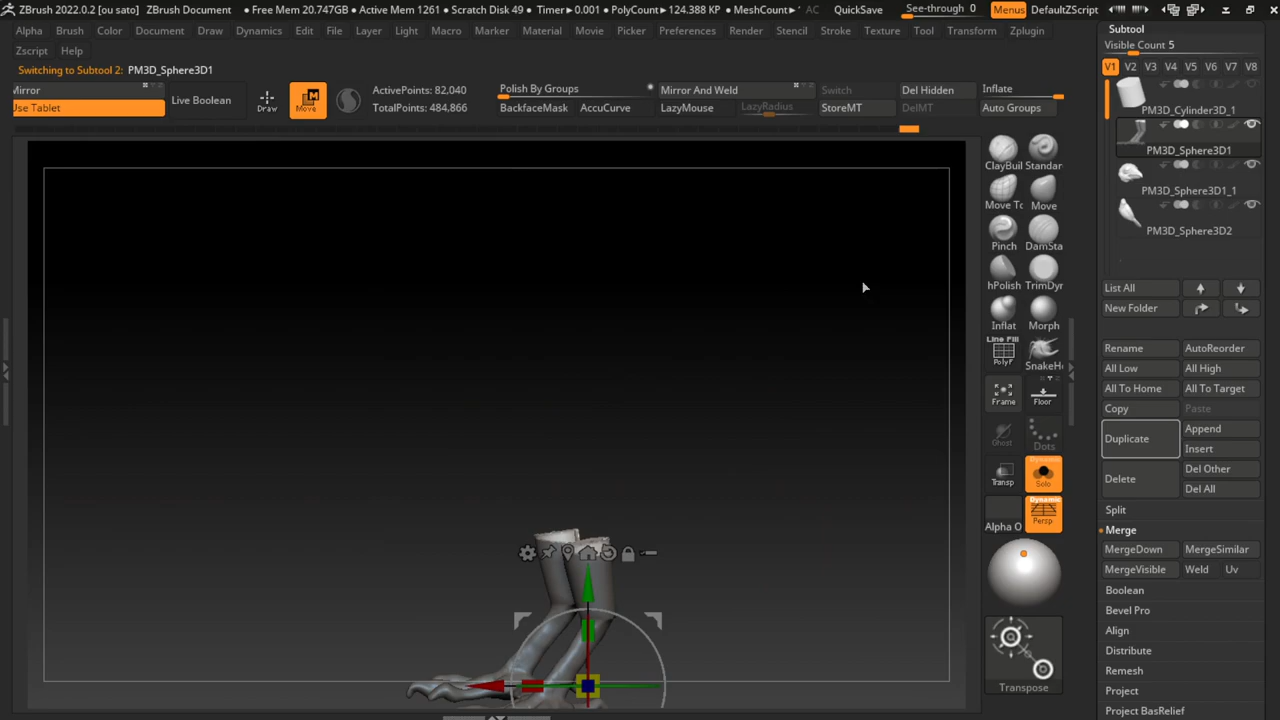 ZBrush 2022.0.2 [ou sato] ZBrush Document • Free Mem 20.747GB • Active Mem 1261 • Scratch Disk 49 • Timer▶0.001 • PolyCount▶124.388 KP • MeshCount▶ AC QuickSave See-through 0 Menus DefaultZScript
Alpha Brush Color Document Draw Dynamics Edit File Layer Light Macro Marker Material Movie Picker Preferences Render Stencil Stroke Texture Tool Transform Zplugin
Zscript Help
Switching to Subtool 2: PM3D_Sphere3D1
Mirror
Use Tablet
Live Boolean
Draw
Move
ActivePoints: 82,040
TotalPoints: 484,866
Polish By Groups
BackfaceMask AccuCurve
Mirror And Weld
LazyMouse LazyRadius
Switch
StoreMT
Del Hidden
DelMT
Inflate
Auto Groups
ClayBuil Standar
Move To Move
Pinch DamSta
hPolish TrimDyn
Inflat Morph
Line Fill
PolyF SnakeHo
Frame Floor
Ghost Dots
Transp Dynamic
Solo
Alpha O Dynamic
Persp
Transpose
Subtool
Visible Count 5
V1 V2 V3 V4 V5 V6 V7 V8
PM3D_Cylinder3D_1
PM3D_Sphere3D1
PM3D_Sphere3D1_1
PM3D_Sphere3D2
List All
New Folder
Rename AutoReorder
All Low All High
All To Home All To Target
Copy Paste
Duplicate Append
Insert
Delete Del Other
Del All
Split
Merge
MergeDown MergeSimilar
MergeVisible Weld Uv
Boolean
Bevel Pro
Align
Distribute
Remesh
Project
Project BasRelief